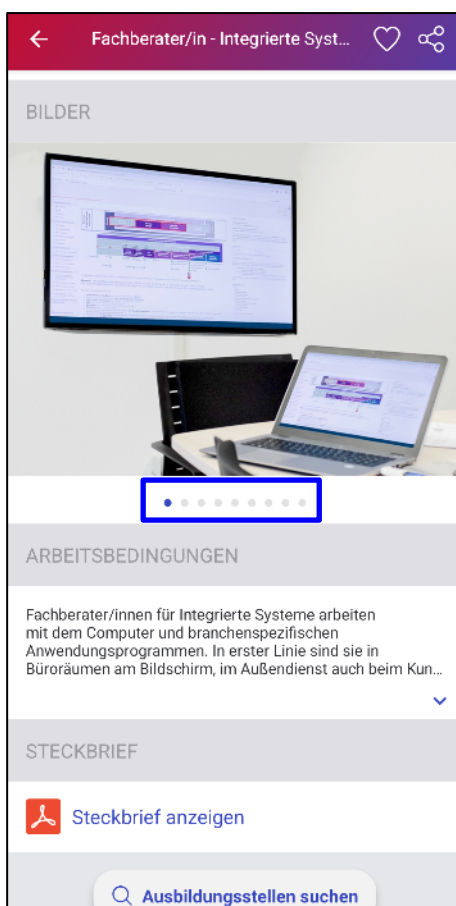 Fachberater/in - Integrierte Syst...
BILDER
ARBEITSBEDINGUNGEN
Fachberater/innen für Integrierte Systeme arbeiten
mit dem Computer und branchenspezifischen
Anwendungsprogrammen. In erster Linie sind sie in
Büroräumen am Bildschirm, im Außendienst auch beim Kun...
STECKBRIEF
Steckbrief anzeigen
Ausbildungsstellen suchen